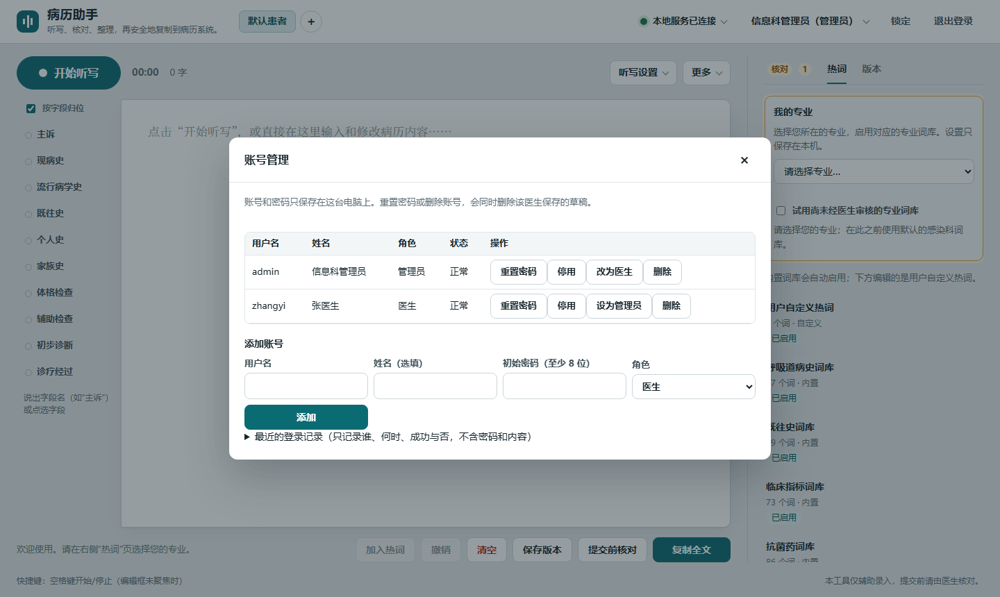 病历助手
听写、核对、整理，再安全地复制到病历系统。
默认患者
+
本地服务已连接
信息科管理员（管理员）
锁定
退出登录
开始听写
00:00
0 字
听写设置
更多
核对 1
热词
版本
按字段归位
主诉
现病史
流行病学史
既往史
个人史
家族史
体格检查
辅助检查
初步诊断
诊疗经过
说出字段名（如“主诉”）
或点选字段
点击“开始听写”，或直接在这里输入和修改病历内容……
账号管理
×
账号和密码只保存在这台电脑上。重置密码或删除账号，会同时删除该医生保存的草稿。
用户名 姓名 角色 状态 操作
admin 信息科管理员 管理员 正常 重置密码 停用 改为医生 删除
zhangyi 张医生 医生 正常 重置密码 停用 设为管理员 删除
添加账号
用户名 姓名（选填） 初始密码（至少 8 位） 角色
医生
添加
最近的登录记录（只记录谁、何时、成功与否，不含密码和内容）
我的专业
选择您所在的专业，启用对应的专业词库。设置只
保存在本机。
请选择专业...
试用尚未经医生审核的专业词库
请选择您的专业；在此之前使用默认的感染科词
库。
置词库会自动启用；下方编辑的是用户自定义热词。
户自定义热词
个词 · 自定义
已启用
吸道病史词库
7 个词 · 内置
已启用
往史词库
9 个词 · 内置
已启用
临床指标词库
73 个词 · 内置
已启用
抗菌药词库
86 个词 · 内置
欢迎使用。请在右侧“热词”页选择您的专业。
加入热词
撤销
清空
保存版本
提交前核对
复制全文
快捷键：空格键开始/停止（编辑框未聚焦时）
本工具仅辅助录入，提交前请由医生核对。